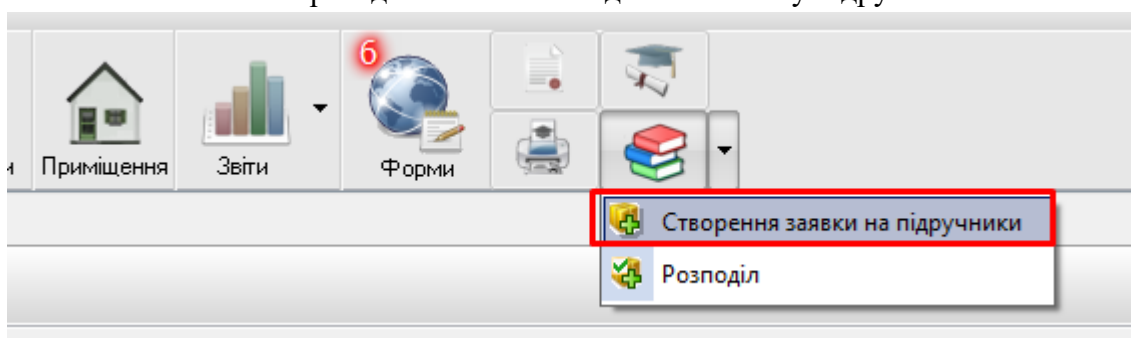 6
Приміщення
Звіти
Форми
Створення заявки на підручники
Розподіл